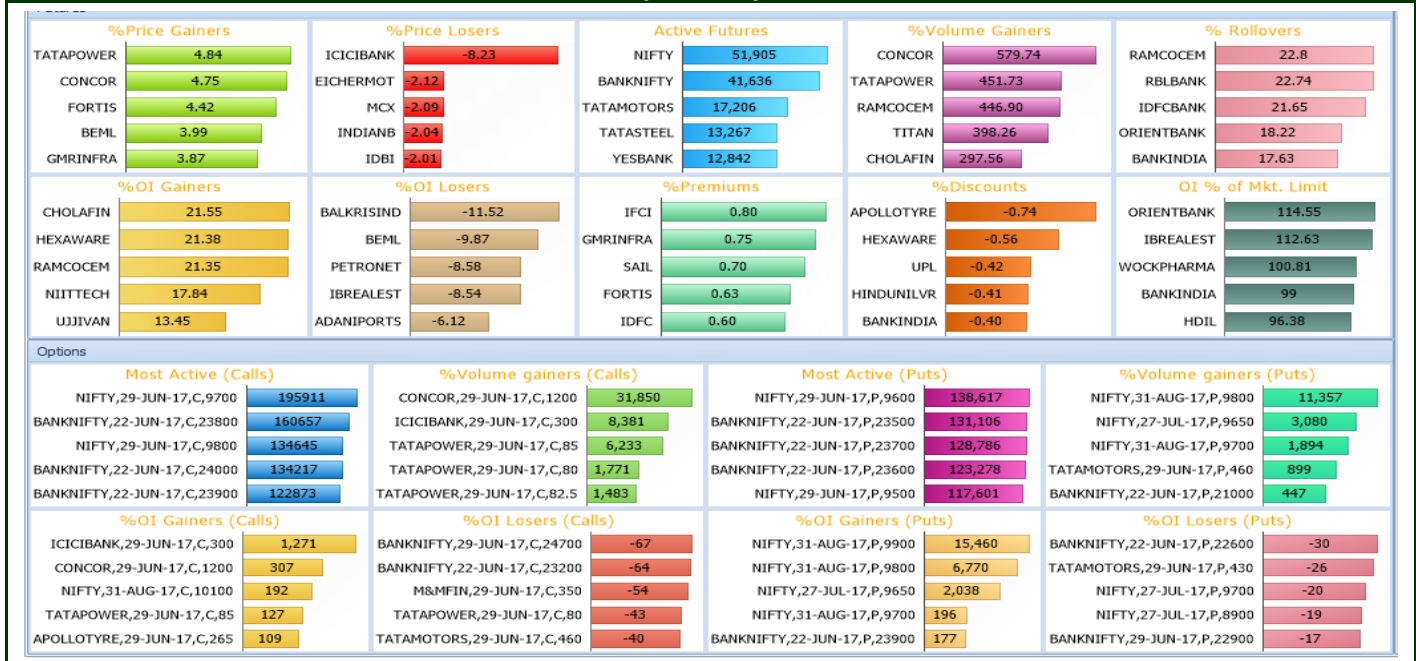 %Price Gainers
TATAPOWER 4.84
CONCOR 4.75
FORTIS 4.42
BEML 3.99
GMRINFRA 3.87
%Price Losers
ICICIBANK -8.23
EICHERMOT -2.12
MCX -2.09
INDIANB -2.04
IDBI -2.01
Active Futures
NIFTY 51,905
BANKNIFTY 41,636
TATAMOTORS 17,206
TATASTEEL 13,267
YESBANK 12,842
%Volume Gainers
CONCOR 579.74
TATAPOWER 451.73
RAMCOCEM 446.90
TITAN 398.26
CHOLAFIN 297.56
% Rollovers
RAMCOCEM 22.8
RBLBANK 22.74
IDFCBANK 21.65
ORIENTBANK 18.22
BANKINDIA 17.63
%OI Gainers
CHOLAFIN 21.55
HEXAWARE 21.38
RAMCOCEM 21.35
NIITTECH 17.84
UJJIVAN 13.45
%OI Losers
BALKRISIND -11.52
BEML -9.87
PETRONET -8.58
IBREALEST -8.54
ADANIPORTS -6.12
%Premiums
IFCI 0.80
GMRINFRA 0.75
SAIL 0.70
FORTIS 0.63
IDFC 0.60
%Discounts
APOLLOTYRE -0.74
HEXAWARE -0.56
UPL -0.42
HINDUNILVR -0.41
BANKINDIA -0.40
OI % of Mkt. Limit
ORIENTBANK 114.55
IBREALEST 112.63
WOCKPHARMA 100.81
BANKINDIA 99
HDIL 96.38
Options
Most Active (Calls)
NIFTY,29-JUN-17,C,9700 195911
BANKNIFTY,22-JUN-17,C,23800 160657
NIFTY,29-JUN-17,C,9800 134645
BANKNIFTY,22-JUN-17,C,24000 134217
BANKNIFTY,22-JUN-17,C,23900 122873
%Volume gainers (Calls)
CONCOR,29-JUN-17,C,1200 31,850
ICICIBANK,29-JUN-17,C,300 8,381
TATAPOWER,29-JUN-17,C,85 6,233
TATAPOWER,29-JUN-17,C,80 1,771
TATAPOWER,29-JUN-17,C,82.5 1,483
Most Active (Puts)
NIFTY,29-JUN-17,P,9600 138,617
BANKNIFTY,22-JUN-17,P,23500 131,106
BANKNIFTY,22-JUN-17,P,23700 128,786
BANKNIFTY,22-JUN-17,P,23600 123,278
NIFTY,29-JUN-17,P,9500 117,601
%Volume gainers (Puts)
NIFTY,31-AUG-17,P,9800 11,357
NIFTY,27-JUL-17,P,9650 3,080
NIFTY,31-AUG-17,P,9700 1,894
TATAMOTORS,29-JUN-17,P,460 899
BANKNIFTY,22-JUN-17,P,21000 447
%OI Gainers (Calls)
ICICIBANK,29-JUN-17,C,300 1,271
CONCOR,29-JUN-17,C,1200 307
NIFTY,31-AUG-17,C,10100 192
TATAPOWER,29-JUN-17,C,85 127
APOLLOTYRE,29-JUN-17,C,265 109
%OI Losers (Calls)
BANKNIFTY,29-JUN-17,C,24700 -67
BANKNIFTY,22-JUN-17,C,23200 -64
M&MFIN,29-JUN-17,C,350 -54
TATAPOWER,29-JUN-17,C,80 -43
TATAMOTORS,29-JUN-17,C,460 -40
%OI Gainers (Puts)
NIFTY,31-AUG-17,P,9900 15,460
NIFTY,31-AUG-17,P,9800 6,770
NIFTY,27-JUL-17,P,9650 2,038
NIFTY,31-AUG-17,P,9700 196
BANKNIFTY,22-JUN-17,P,23900 177
%OI Losers (Puts)
BANKNIFTY,22-JUN-17,P,22600 -30
TATAMOTORS,29-JUN-17,P,430 -26
NIFTY,27-JUL-17,P,9700 -20
NIFTY,27-JUL-17,P,8900 -19
BANKNIFTY,29-JUN-17,P,22900 -17